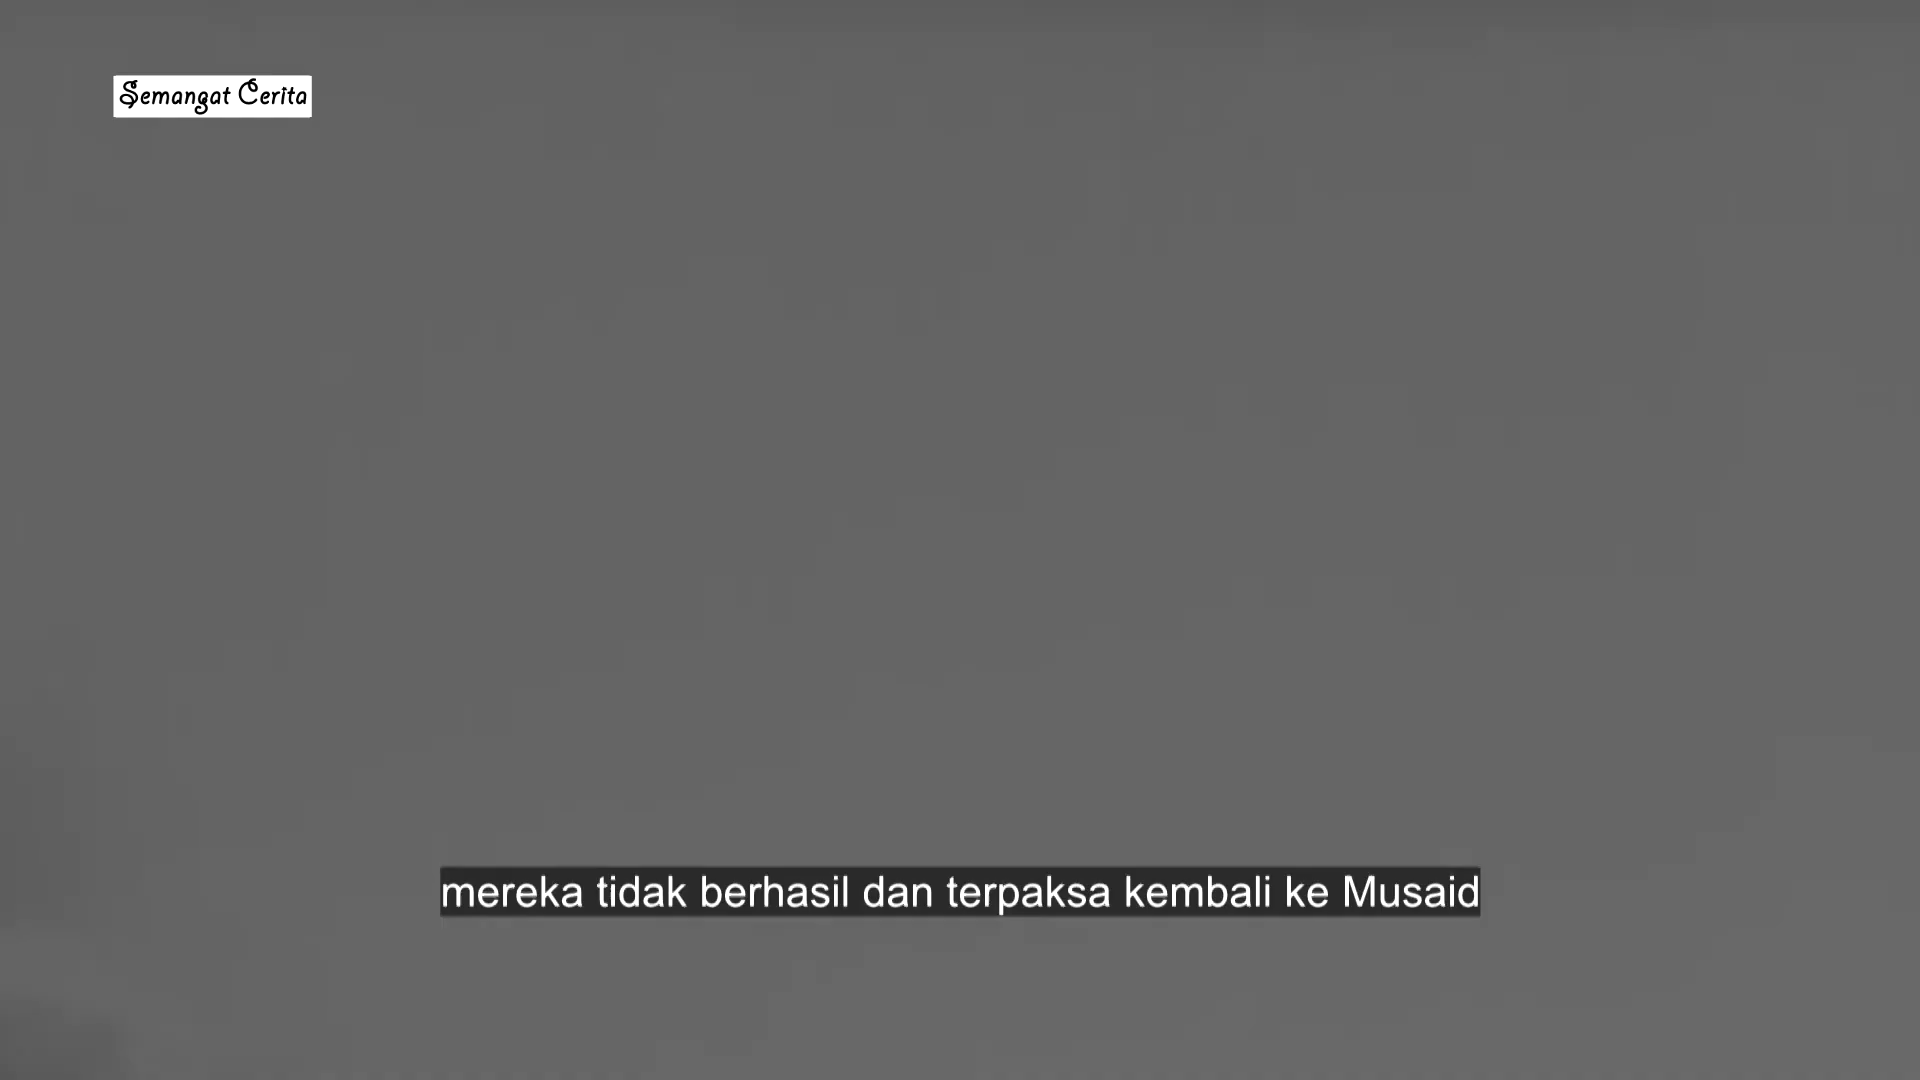 Semangat Cerita
mereka tidak berhasil dan terpaksa kembali ke Musaid